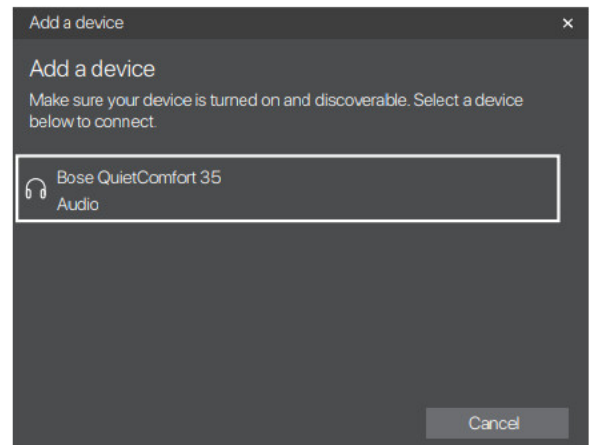 Add a device
Add a device
Make sure your device is turned on and discoverable. Select a device
below to connect.
Bose QuietComfort 35
Audio
Cancel